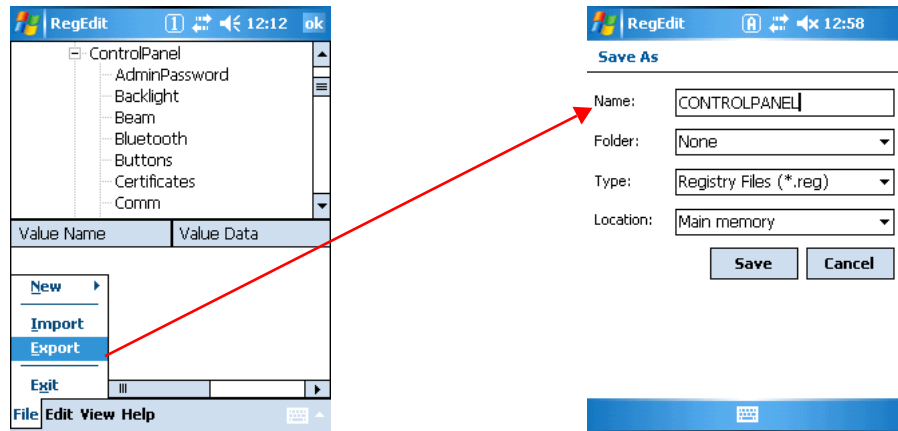 RegEdit 1 12:12 ok
ControlPanel
AdminPassword
Backlight
Beam
Bluetooth
Buttons
Certificates
Comm
Value Name Value Data
New
Import
Export
Exit
File Edit View Help
RegEdit A 12:58
Save As
Name: CONTROLPANEL
Folder: None
Type: Registry Files (*.reg)
Location: Main memory
Save Cancel